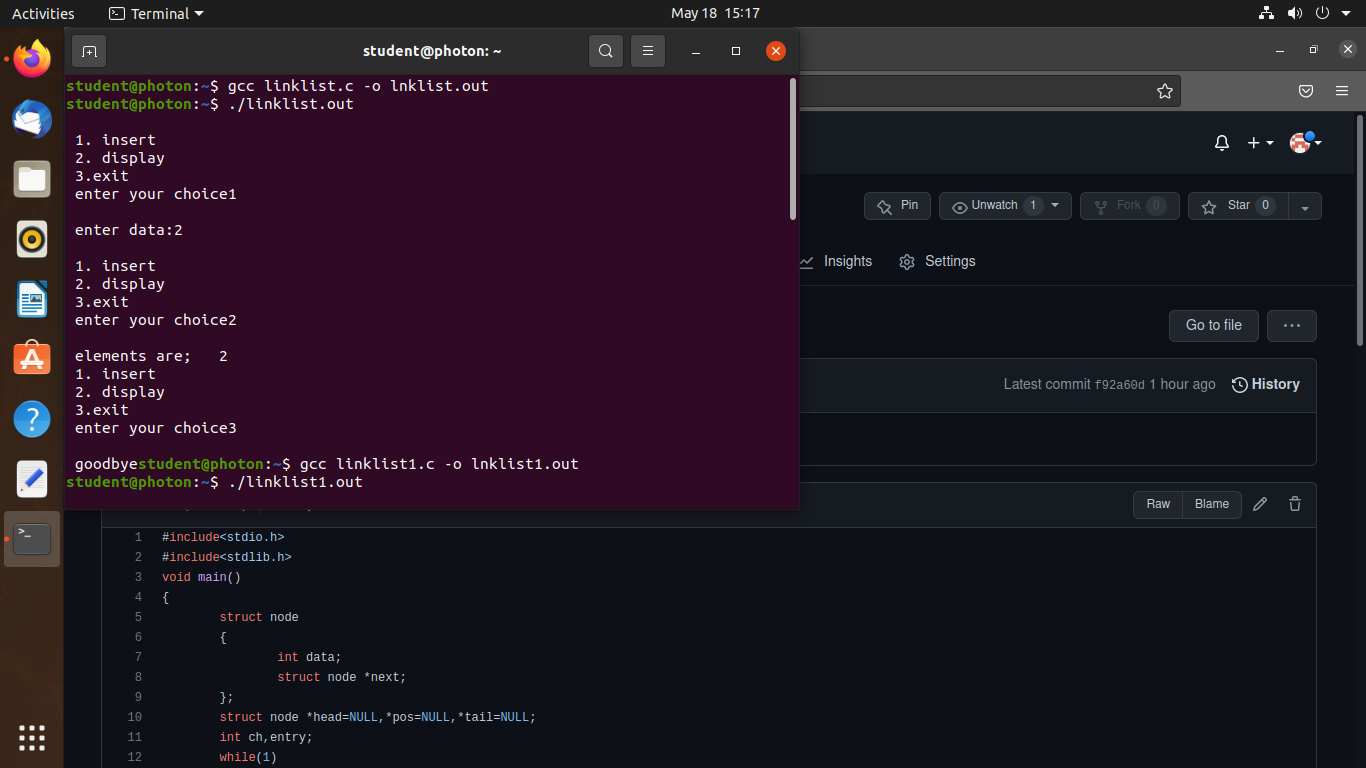 Activities
Terminal
May 18 15:17
student@photon: ~
student@photon:~$ gcc linklist.c -o lnklist.out
student@photon:~$ ./linklist.out
1. insert
2. display
3.exit
enter your choice1
enter data:2
1. insert
2. display
3.exit
enter your choice2
elements are;   2
1. insert
2. display
3.exit
enter your choice3
goodbyestudent@photon:~$ gcc linklist1.c -o lnklist1.out
student@photon:~$ ./linklist1.out
Pin
Unwatch 1
Fork 0
Star 0
Insights
Settings
Go to file
Latest commit f92a60d 1 hour ago
History
Raw
Blame
1 #include<stdio.h>
2 #include<stdlib.h>
3 void main()
4 {
5 struct node
6 {
7 int data;
8 struct node *next;
9 };
10 struct node *head=NULL,*pos=NULL,*tail=NULL;
11 int ch,entry;
12 while(1)